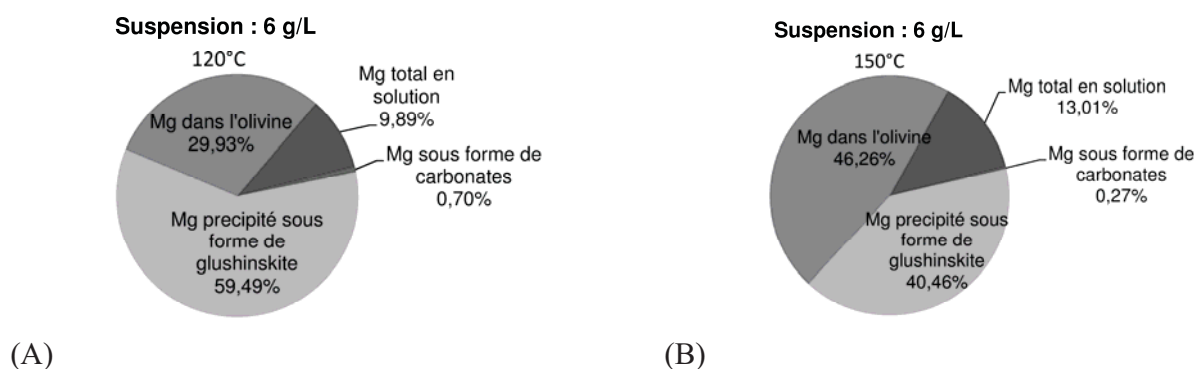 Suspension : 6 g/L
120°C
Mg total en
solution
9,89%
Mg dans l'olivine
29,93%
Mg sous forme de
carbonates
0,70%
Mg precipité sous
forme de
glushinskite
59,49%
(A)
Suspension : 6 g/L
150°C
Mg total en solution
13,01%
Mg dans l'olivine
46,26%
Mg sous forme de
carbonates
0,27%
Mg precipité sous
forme de
glushinskite
40,46%
(B)